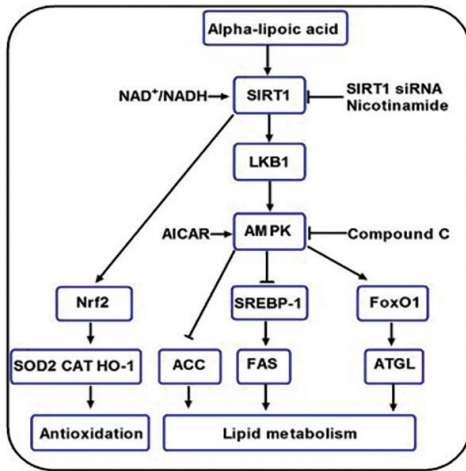 Alpha-lipoic acid
NAD⁺/NADH
SIRT1
SIRT1 siRNA
Nicotinamide
LKB1
AICAR
AMPK
Compound C
Nrf2
SREBP-1
FoxO1
SOD2 CAT HO-1
ACC
FAS
ATGL
Antioxidation
Lipid metabolism